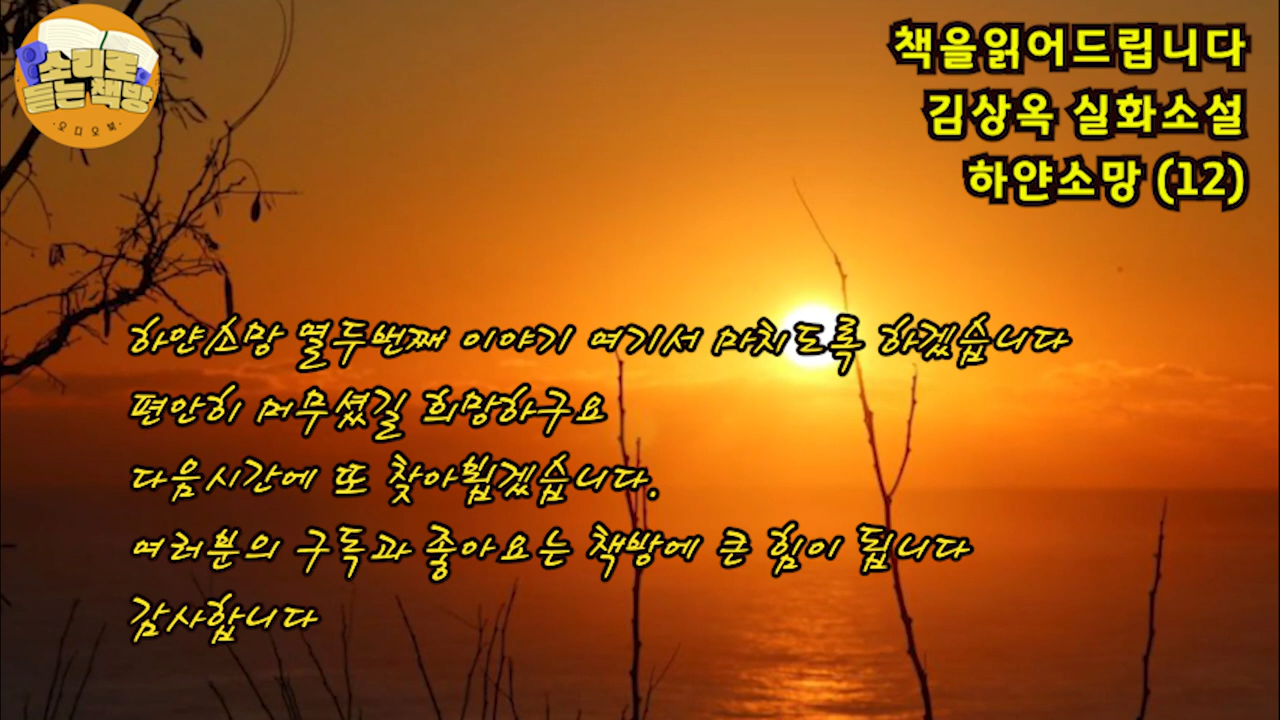 소리로
듣는 책방
·오디오북·
책을읽어드립니다
김상옥 실화소설
하얀소망 (12)
하얀소망 열두번째 이야기 여기서 마치도록 하겠습니다
편안히 머무셨길 희망하구요
다음시간에 또 찾아뵙겠습니다.
여러분의 구독과 좋아요는 책방에 큰 힘이 됩니다
감사합니다